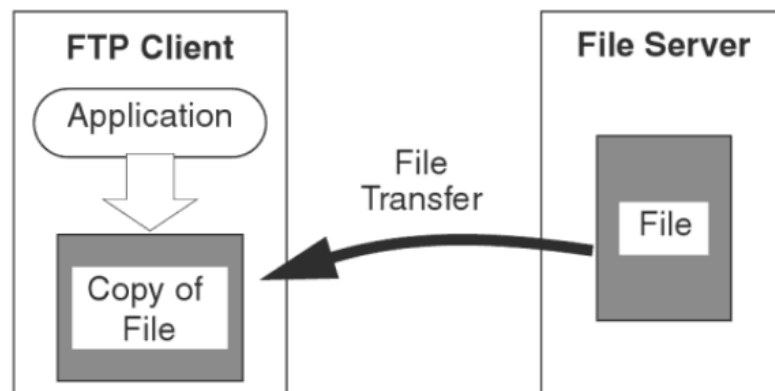 FTP Client
Application
Copy of
File
File
Transfer
File Server
File